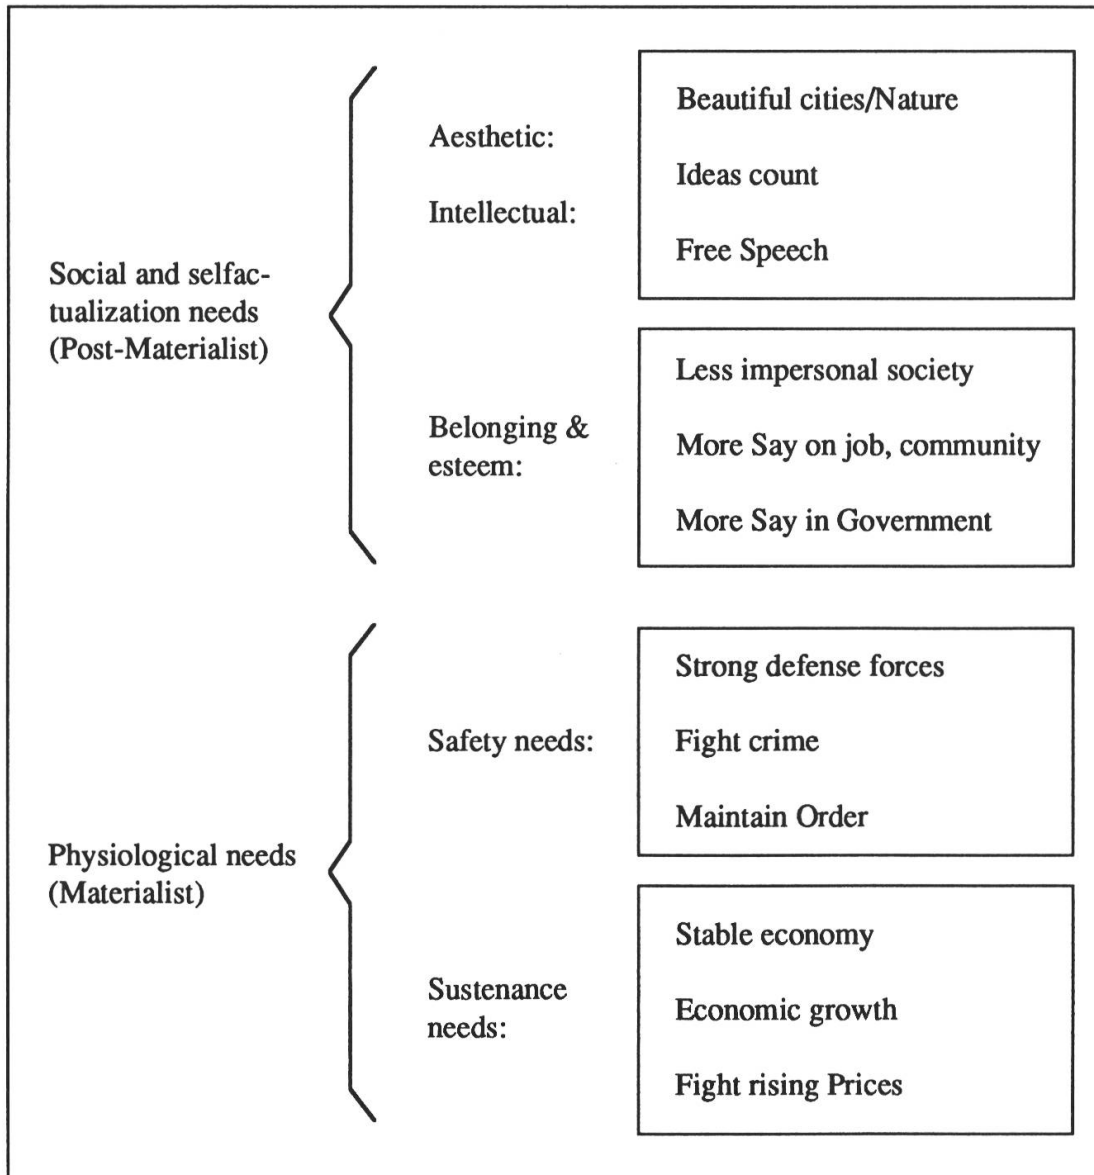 Aesthetic:
Intellectual:
Beautiful cities/Nature
Ideas count
Free Speech
Social and selfac-
tualization needs
(Post-Materialist)
Belonging &
esteem:
Less impersonal society
More Say on job, community
More Say in Government
Safety needs:
Strong defense forces
Fight crime
Maintain Order
Physiological needs
(Materialist)
Sustenance
needs:
Stable economy
Economic growth
Fight rising Prices